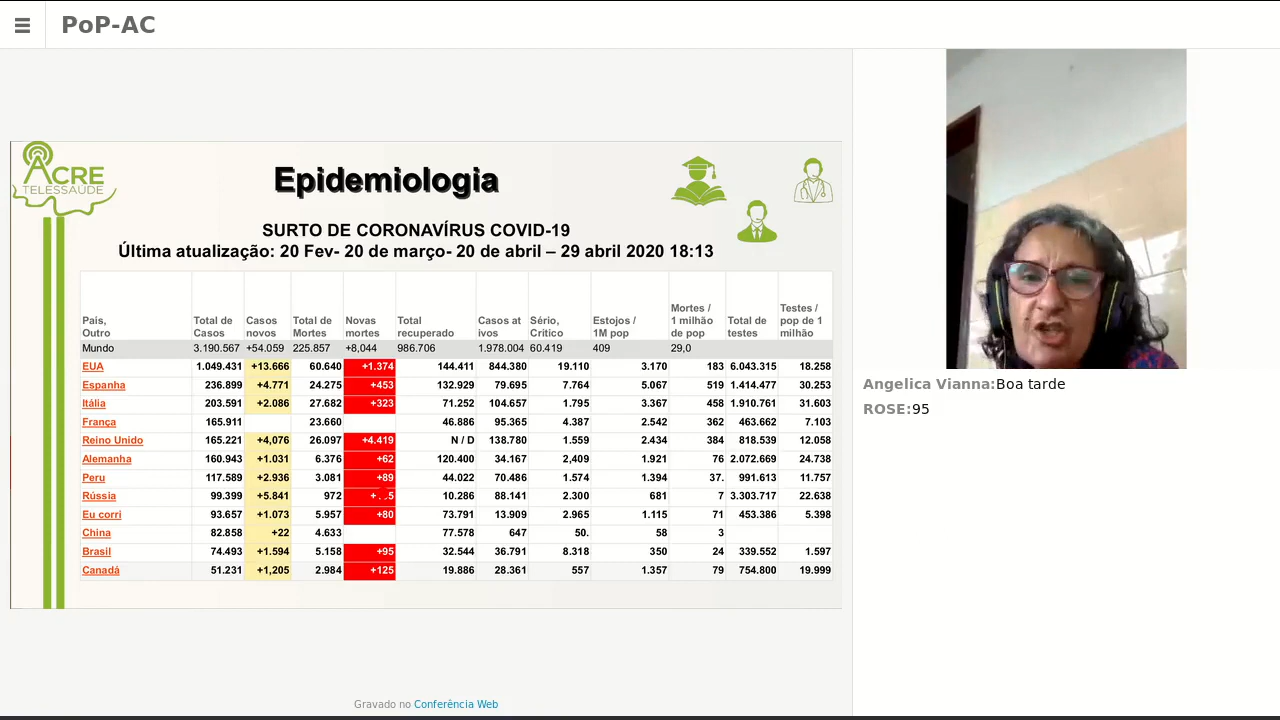 PoP-AC
ACRE
TELESSAÚDE
Epidemiologia
SURTO DE CORONAVÍRUS COVID-19
Última atualização: 20 Fev- 20 de março- 20 de abril – 29 abril 2020 18:13
País, Outro Total de Casos Casos novos Total de Mortes Novas mortes Total recuperado Casos at ivos Sério, Crítico Estojos / 1M pop Mortes / 1 milhão de pop Total de testes Testes / pop de 1 milhão
Mundo 3.190.567 +54.059 225.857 +8,044 986.706 1.978.004 60.419 409 29,0
EUA 1.049.431 +13.666 60.640 +1.374 144.411 844.380 19.110 3.170 183 6.043.315 18.258
Espanha 236.899 +4.771 24.275 +453 132.929 79.695 7.764 5.067 519 1.414.477 30.253
Itália 203.591 +2.086 27.682 +323 71.252 104.657 1.795 3.367 458 1.910.761 31.603
França 165.911 23.660 46.886 95.365 4.387 2.542 362 463.662 7.103
Reino Unido 165.221 +4,076 26.097 +4.419 N / D 138.780 1.559 2.434 384 818.539 12.058
Alemanha 160.943 +1.031 6.376 +62 120.400 34.167 2,409 1.921 76 2.072.669 24.738
Peru 117.589 +2.936 3.081 +89 44.022 70.486 1.574 1.394 37. 991.613 11.757
Rússia 99.399 +5.841 972 10.286 88.141 2.300 681 7 3.303.717 22.638
Eu corri 93.657 +1.073 5.957 +80 73.791 13.909 2.965 1.115 71 453.386 5.398
China 82.858 +22 4.633 77.578 647 50. 58 3
Brasil 74.493 +1.594 5.158 +95 32.544 36.791 8.318 350 24 339.552 1.597
Canadá 51.231 +1,205 2.984 +125 19.886 28.361 557 1.357 79 754.800 19.999
Gravado no Conferência Web
Angelica Vianna:Boa tarde
ROSE:95